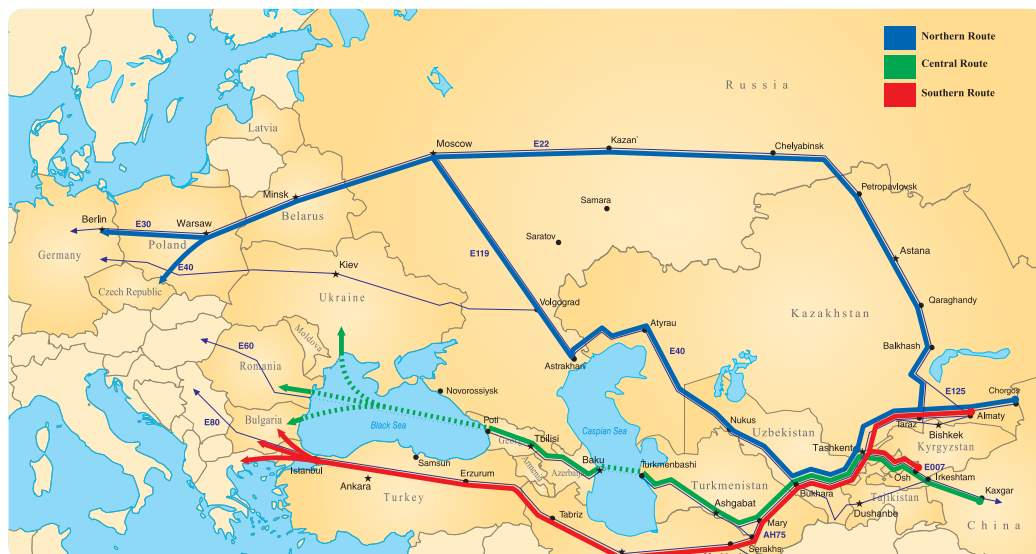 Northern Route
Central Route
Southern Route
Russia
Latvia
Moscow
E22
Kazan`
Chelyabinsk
Petropavlovsk
Minsk
Belarus
Samara
Berlin
E30
Warsaw
Poland
Germany
E40
Czech Republic
Kiev
Ukraine
Saratov
E119
Astana
Volgograd
Qaraghandy
Kazakhstan
Moldova
E60
Romania
Atyrau
Astrakhan
E40
Balkhash
Novorossiysk
E125
Chorgos
E80
Bulgaria
Black Sea
Poti
Tbilisi
Caspian Sea
Nukus
Uzbekistan
Taraz
Almaty
Bishkek
Kyrgyzstan
Tashkent
Samsun
Istanbul
Ankara
Turkey
Erzurum
Armenia
Azerbaijan
Baku
Turkmenbashi
Turkmenistan
Ashgabat
Bukhara
Osh
E007
Irkeshtam
Kaxgar
Tajikistan
Dushanbe
China
Tabriz
Mary
AH75
Serakhs